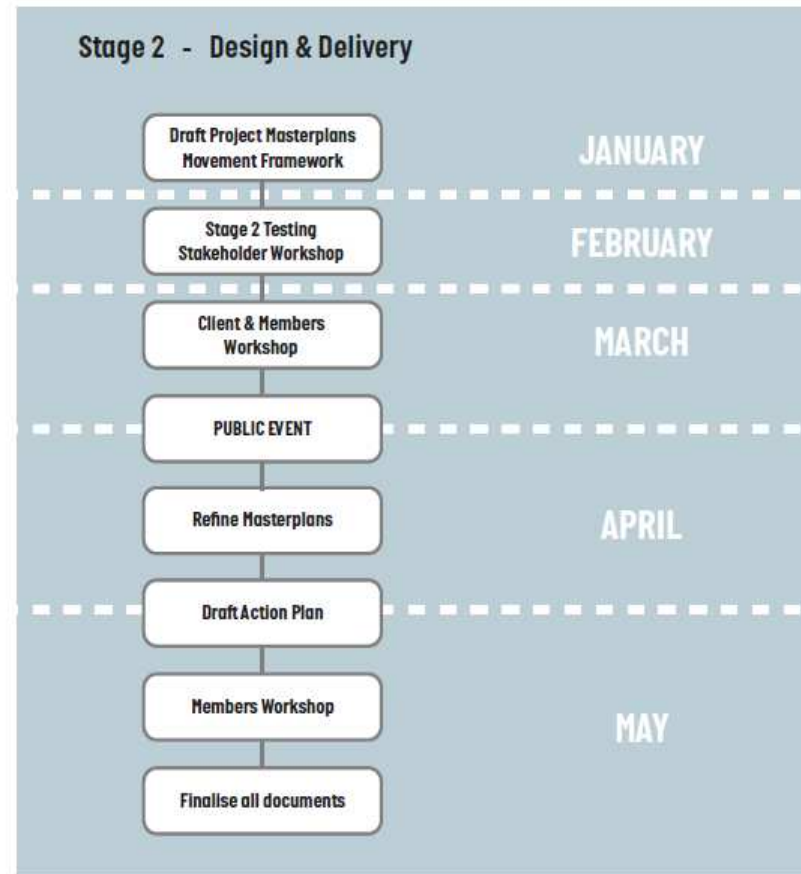 Stage 2 - Design & Delivery
Draft Project Masterplans
Movement Framework
JANUARY
Stage 2 Testing
Stakeholder Workshop
FEBRUARY
Client & Members
Workshop
MARCH
PUBLIC EVENT
Refine Masterplans
APRIL
Draft Action Plan
Members Workshop
MAY
Finalise all documents